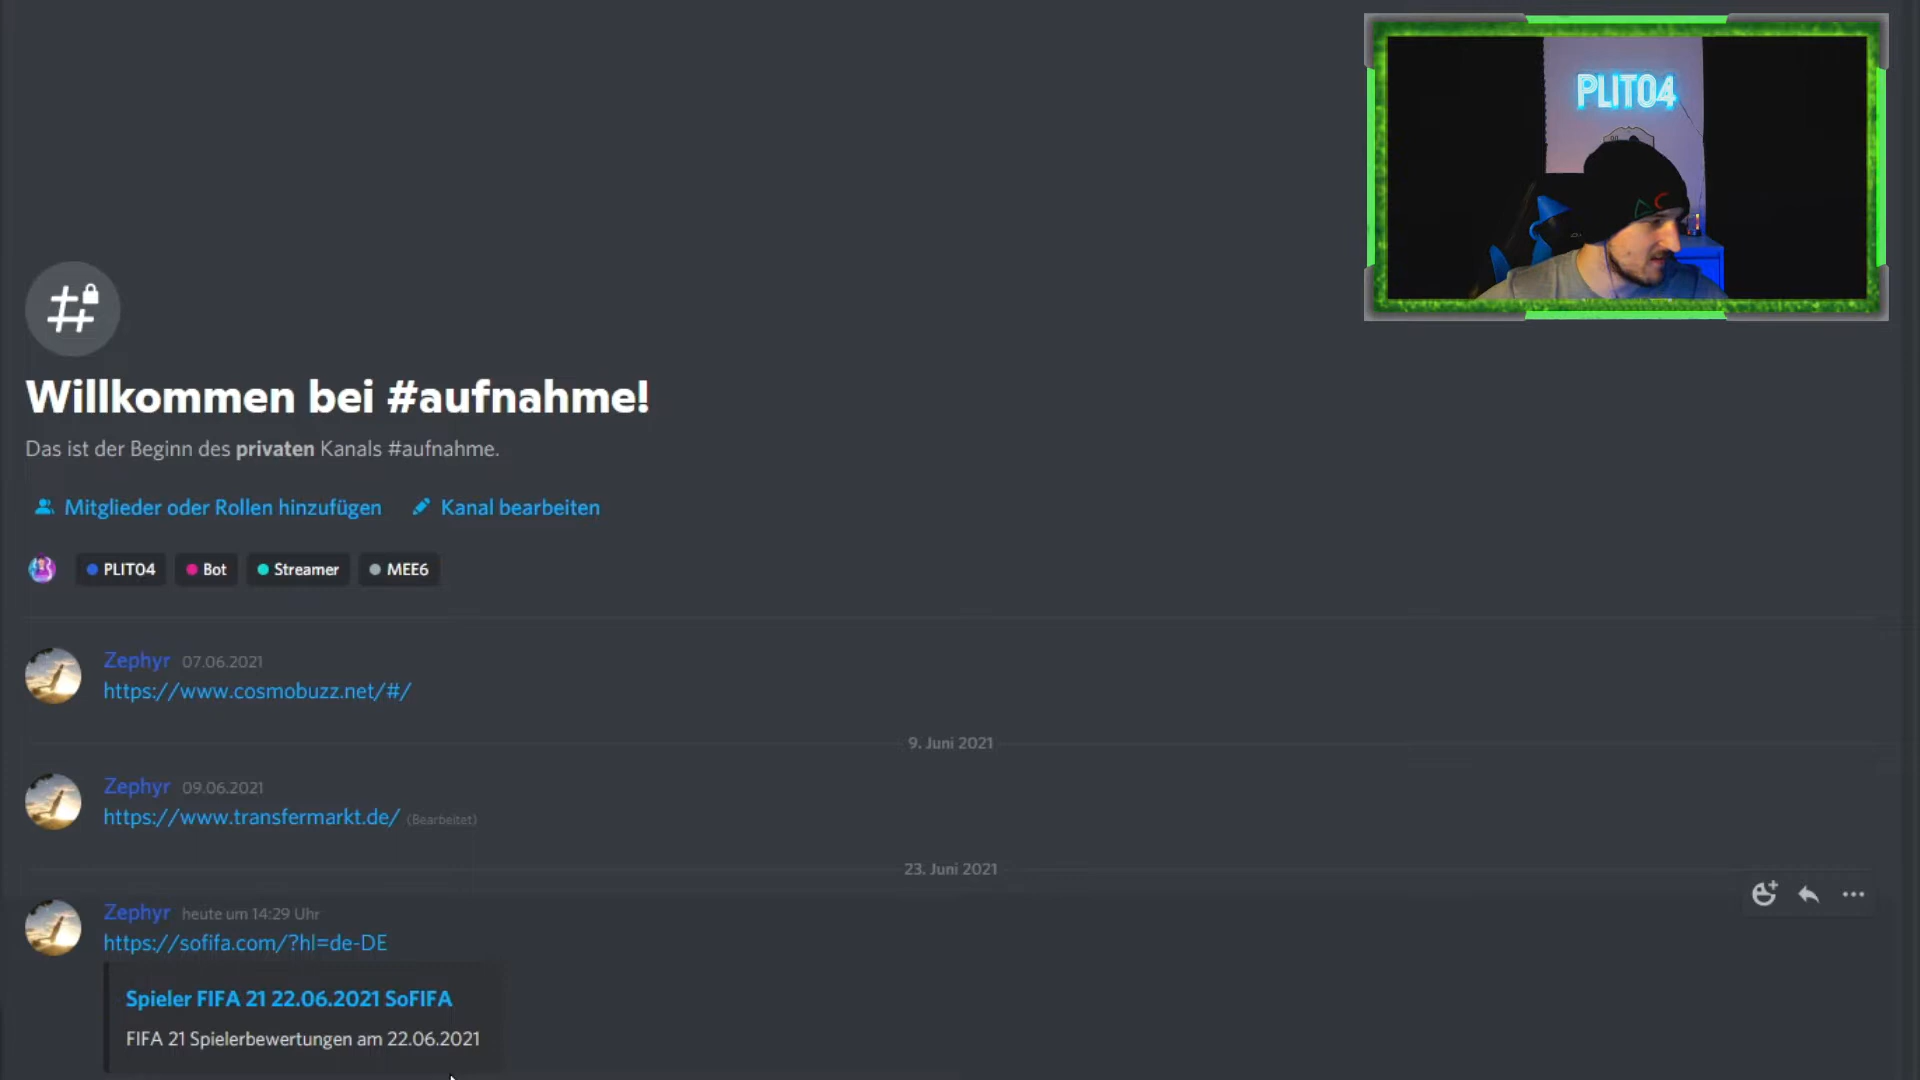 PLITO4
Willkommen bei #aufnahme!
Das ist der Beginn des privaten Kanals #aufnahme.
Mitglieder oder Rollen hinzufügen Kanal bearbeiten
PLITO4 Bot Streamer MEE6
Zephyr 07.06.2021
https://www.cosmobuzz.net/#/
9. Juni 2021
Zephyr 09.06.2021
https://www.transfermarkt.de/ (Bearbeitet)
23. Juni 2021
Zephyr heute um 14:29 Uhr
https://sofifa.com/?hl=de-DE
Spieler FIFA 21 22.06.2021 SoFIFA
FIFA 21 Spielerbewertungen am 22.06.2021